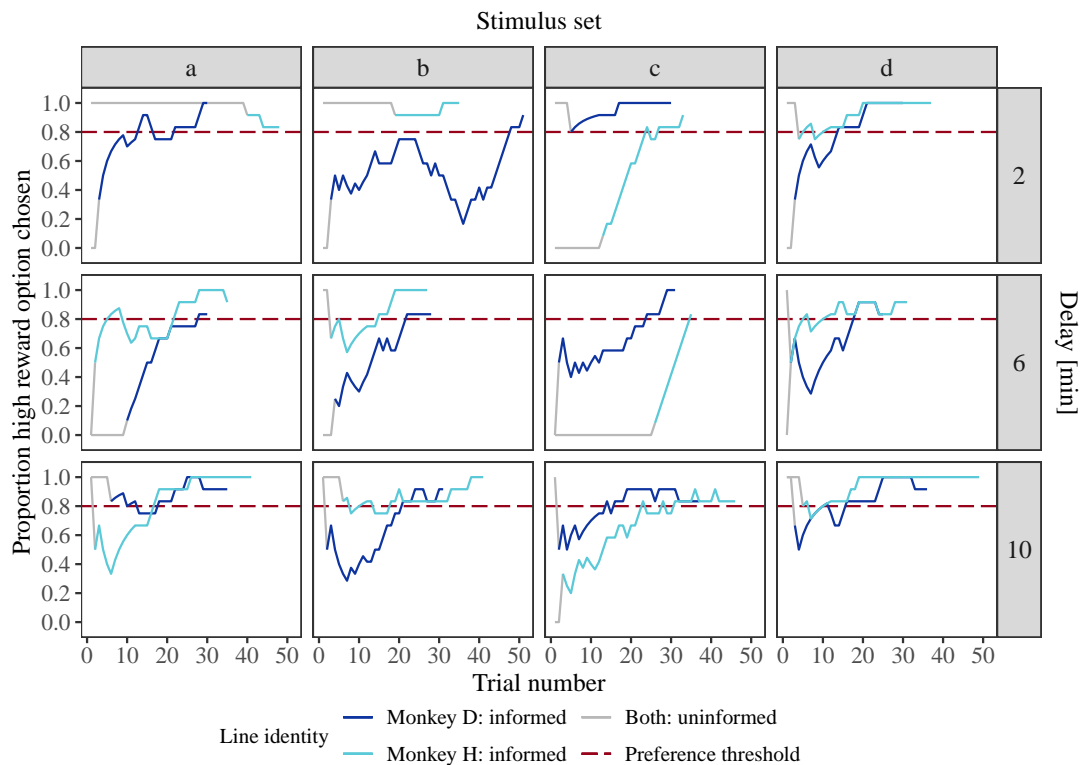 Stimulus set
a b c d
Proportion high reward option chosen
1.0
0.8
0.6
0.4
0.2
0.0
2
1.0
0.8
0.6
0.4
0.2
0.0
6
1.0
0.8
0.6
0.4
0.2
0.0
10
Delay [min]
0 10 20 30 40 50 0 10 20 30 40 50 0 10 20 30 40 50 0 10 20 30 40 50
Trial number
Line identity
Monkey D: informed
Monkey H: informed
Both: uninformed
Preference threshold